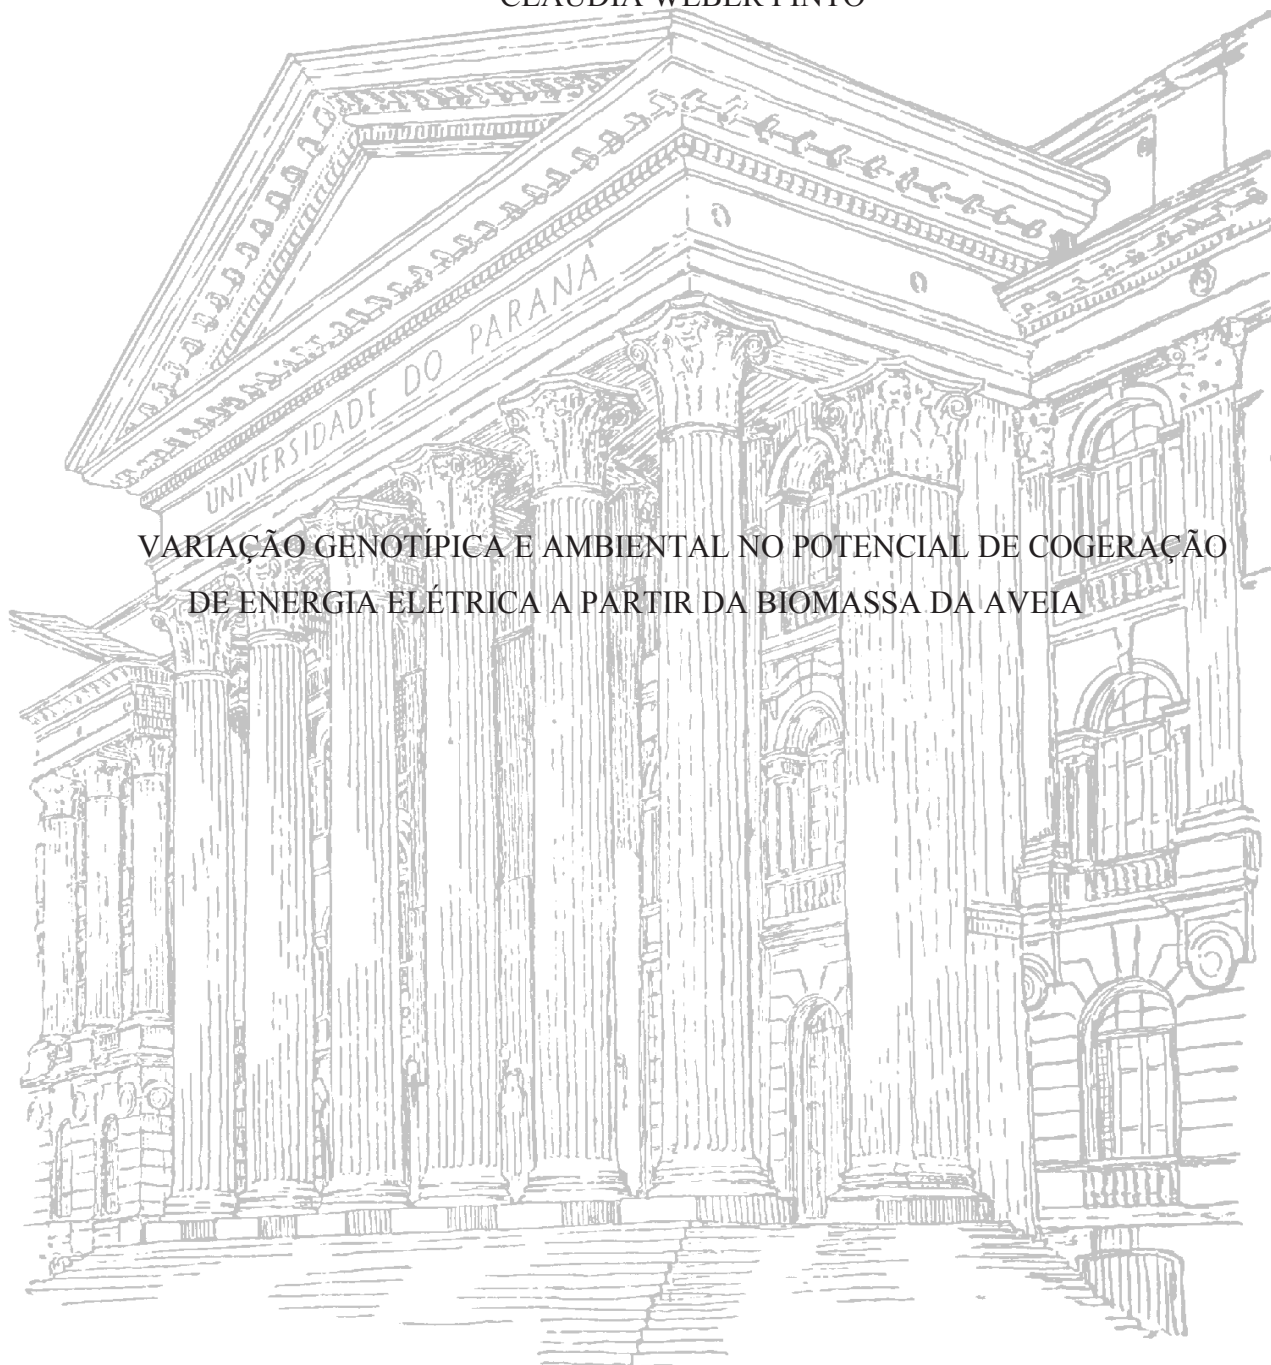 CLAUDIA WEBER PINTO
UNIVERSIDADE DO PARANÁ
VARIAÇÃO GENOTÍPICA E AMBIENTAL NO POTENCIAL DE COGERAÇÃO
DE ENERGIA ELÉTRICA A PARTIR DA BIOMASSA DA AVEIA